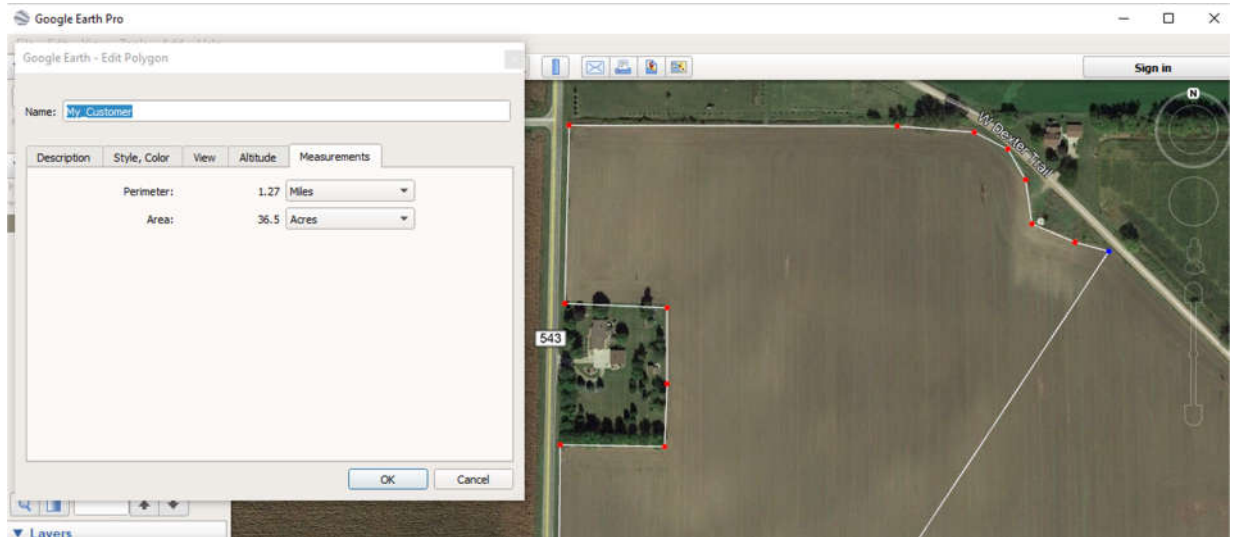 Google Earth Pro
Google Earth - Edit Polygon
Sign in
Name: My_Customer
N
W Dexter Trail
Description Style, Color View Altitude Measurements
Perimeter: 1.27 Miles
Area: 36.5 Acres
543
OK Cancel
Layers